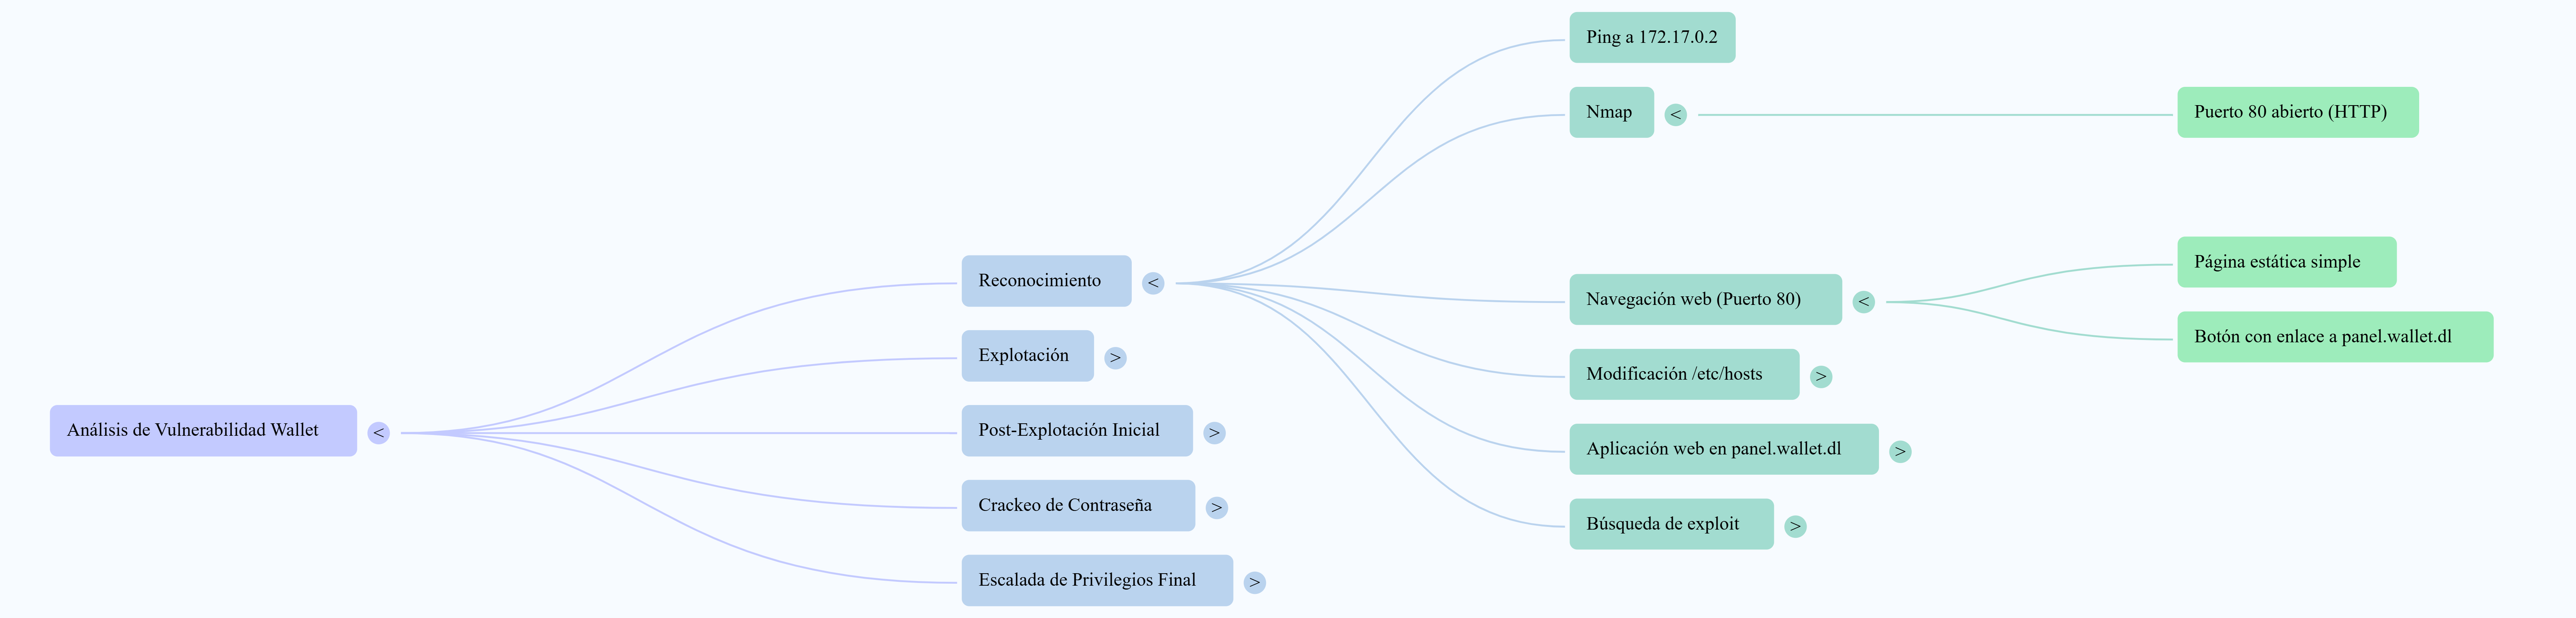 Análisis de Vulnerabilidad Wallet
<
Reconocimiento
<
Ping a 172.17.0.2
Nmap
<
Puerto 80 abierto (HTTP)
Navegación web (Puerto 80)
<
Página estática simple
Botón con enlace a panel.wallet.dl
Modificación /etc/hosts
>
Aplicación web en panel.wallet.dl
>
Búsqueda de exploit
>
Explotación
>
Post-Explotación Inicial
>
Crackeo de Contraseña
>
Escalada de Privilegios Final
>